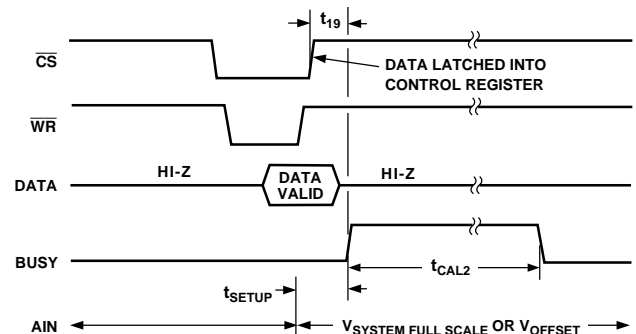 t19
CS
DATA LATCHED INTO
CONTROL REGISTER
WR
HI-Z
DATA
VALID
HI-Z
DATA
BUSY
tCAL2
tSETUP
AIN
VSYSTEM FULL SCALE OR VOFFSET